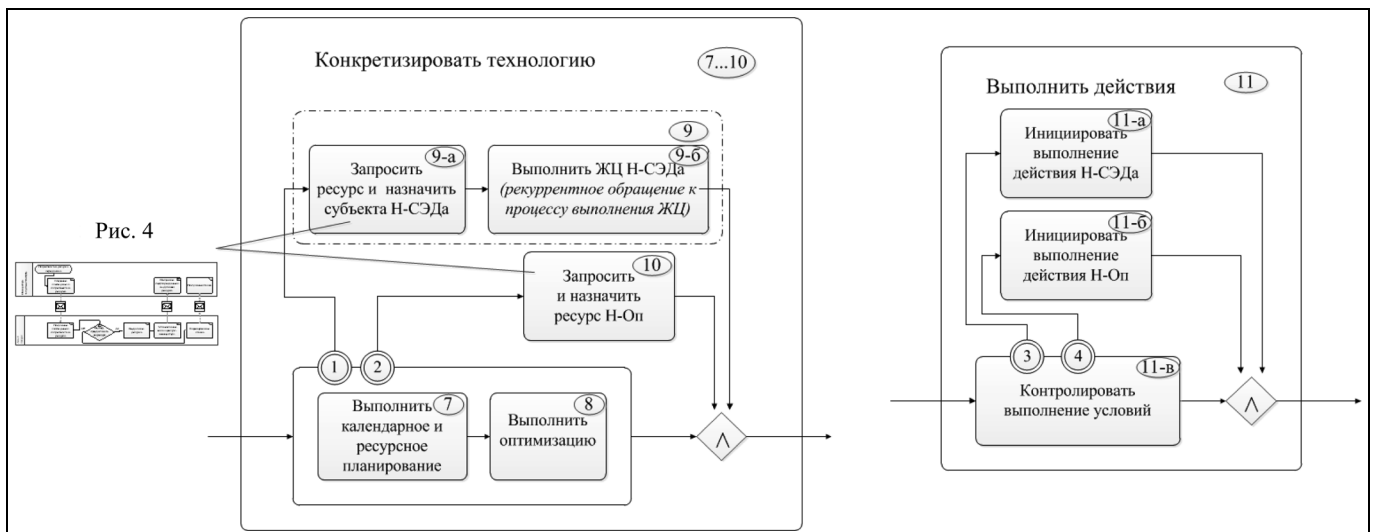 Конкретизировать технологию
7...10
9
9-а
Запросить
ресурс и назначить
субъекта Н-СЭДа
9-б
Выполнить ЖЦ Н-СЭДа
(рекуррентное обращение к
процессу выполнения ЖЦ)
Рис. 4
10
Запросить
и назначить
ресурс Н-Оп
1
2
7
Выполнить
календарное и
ресурсное
планирование
8
Выполнить
оптимизацию
Λ
Выполнить действия
11
11-а
Инициировать
выполнение
действия Н-СЭДа
11-б
Инициировать
выполнение
действия Н-Оп
3
4
11-в
Контролировать
выполнение условий
Λ